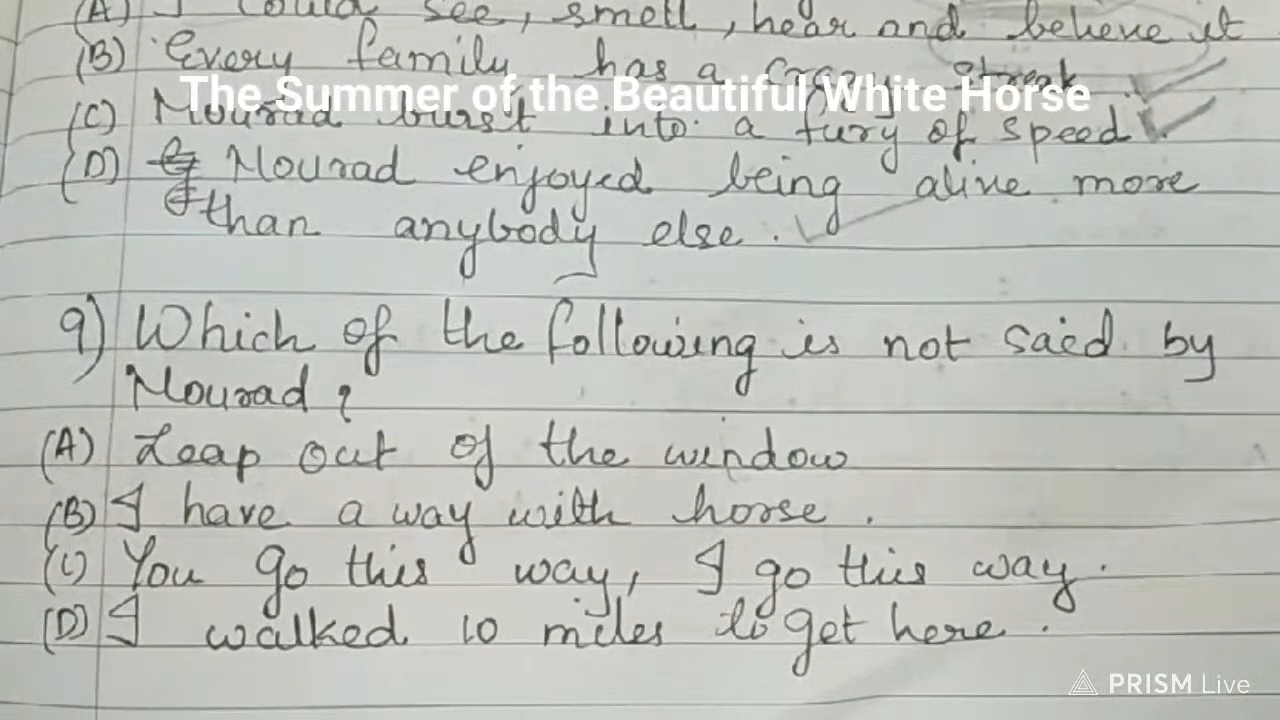 (A) I could see, smell, hear and believe it
(B) Every family has a crazy streak.
The Summer of the Beautiful White Horse
(C) Mourad burst into a fury of speed.
(D) Mourad enjoyed being alive more
than anybody else.
9) Which of the following is not saied by
Mourad?
(A) Leap out of the window
(B) I have a way with horse.
(C) You go this way, I go this way.
(D) I walked 10 miles to get here.
PRISM Live